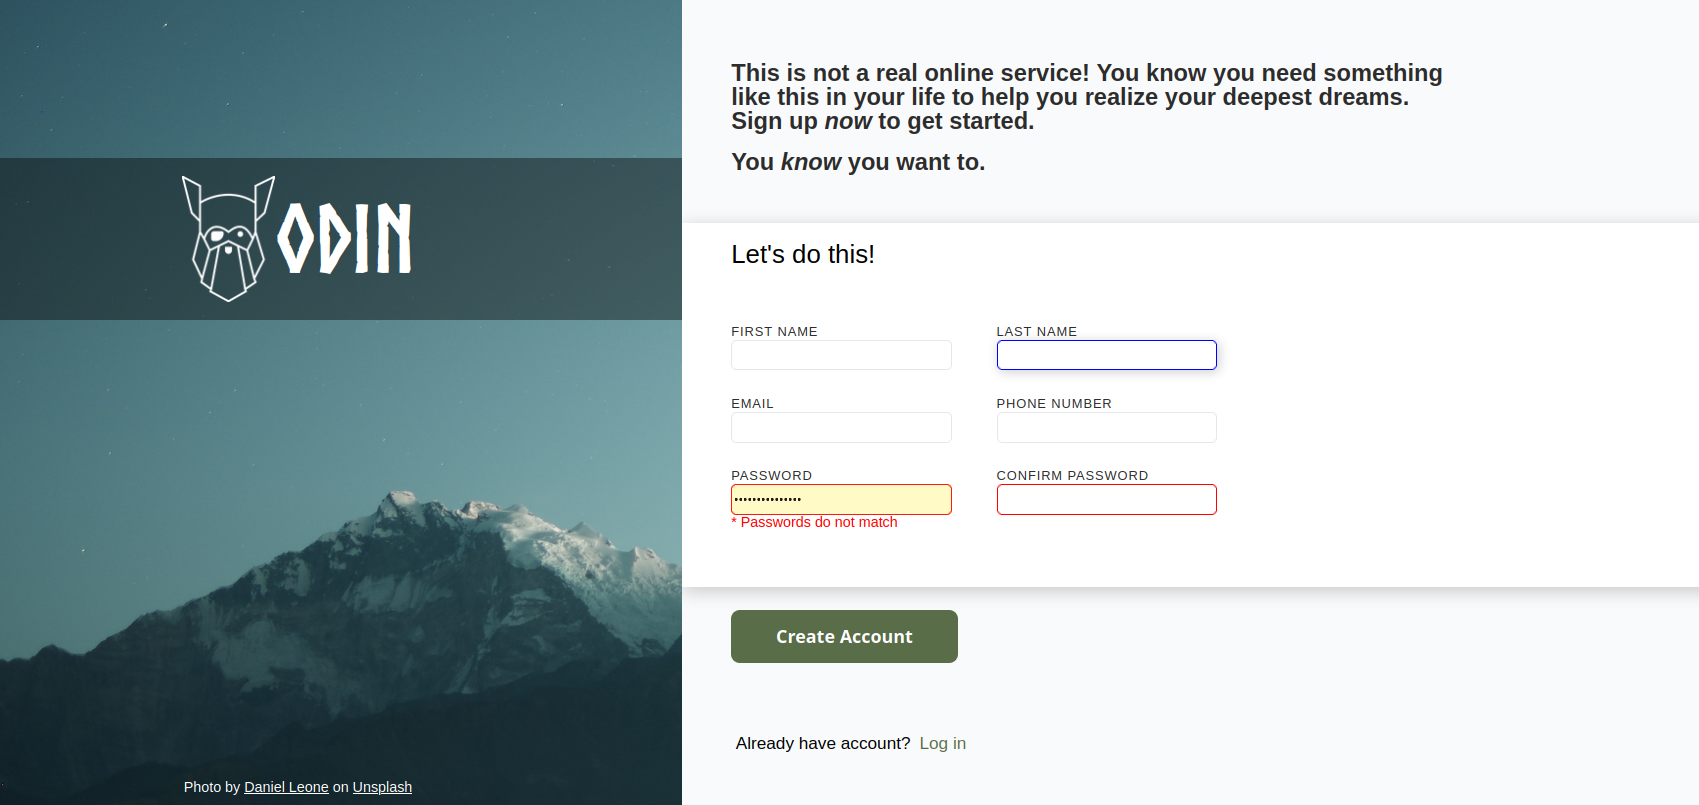 ODIN
Photo by Daniel Leone on Unsplash
This is not a real online service! You know you need something
like this in your life to help you realize your deepest dreams.
Sign up now to get started.
You know you want to.
Let's do this!
FIRST NAME
LAST NAME
EMAIL
PHONE NUMBER
PASSWORD
CONFIRM PASSWORD
•••••••••••••••
* Passwords do not match
Create Account
Already have account? Log in